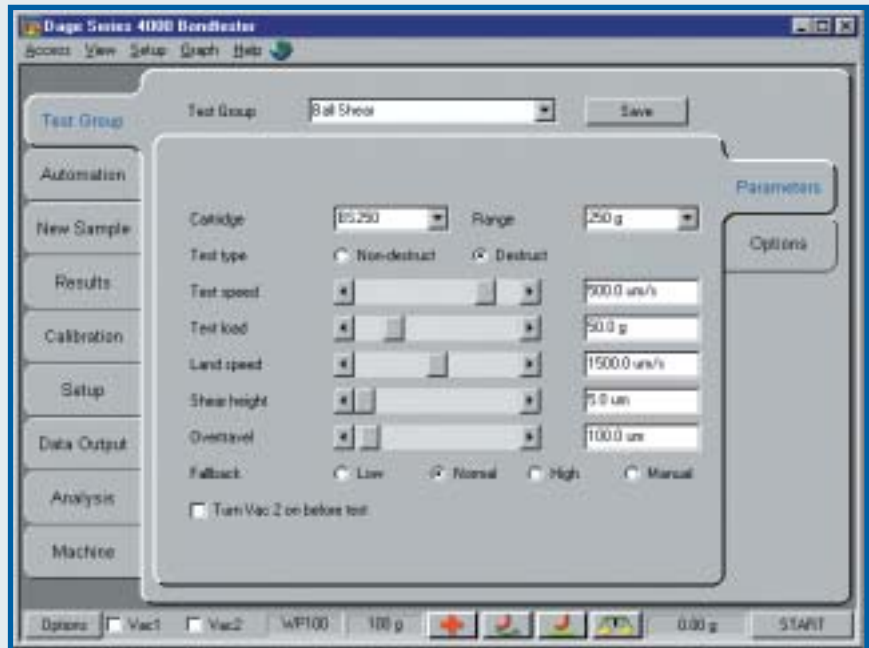 Dage Series 4000 Bondtester
Access View Setup Graph Help
Test Group
Automation
New Sample
Results
Calibration
Setup
Data Output
Analysis
Machine
Test Group Ball Shear Save
Parameters
Options
Cartridge BS250 Range 250 g
Test type Non-destruct Destruct
Test speed 500.0 um/s
Test load 50.0 g
Land speed 1500.0 um/s
Shear height 5.0 um
Overtravel 100.0 um
Fallback Low Normal High Manual
Turn Vac 2 on before test
Options Vac1 Vac2 WP100 100 g 0.00 g START